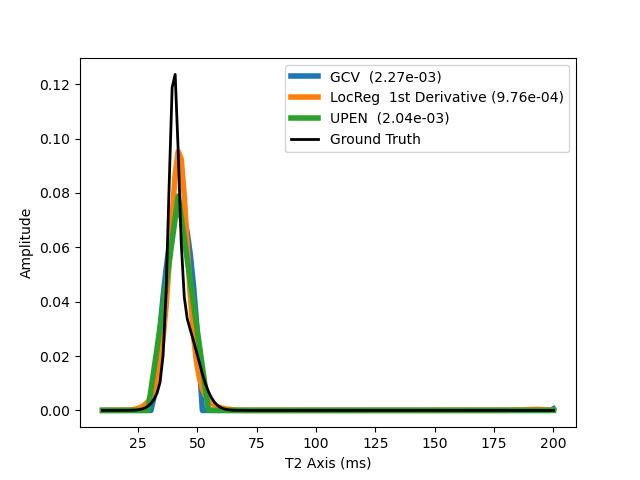 GCV (2.27e-03)
LocReg 1st Derivative (9.76e-04)
UPEN (2.04e-03)
Ground Truth
0.12
0.10
0.08
0.06
0.04
0.02
0.00
Amplitude
25 50 75 100 125 150 175 200
T2 Axis (ms)